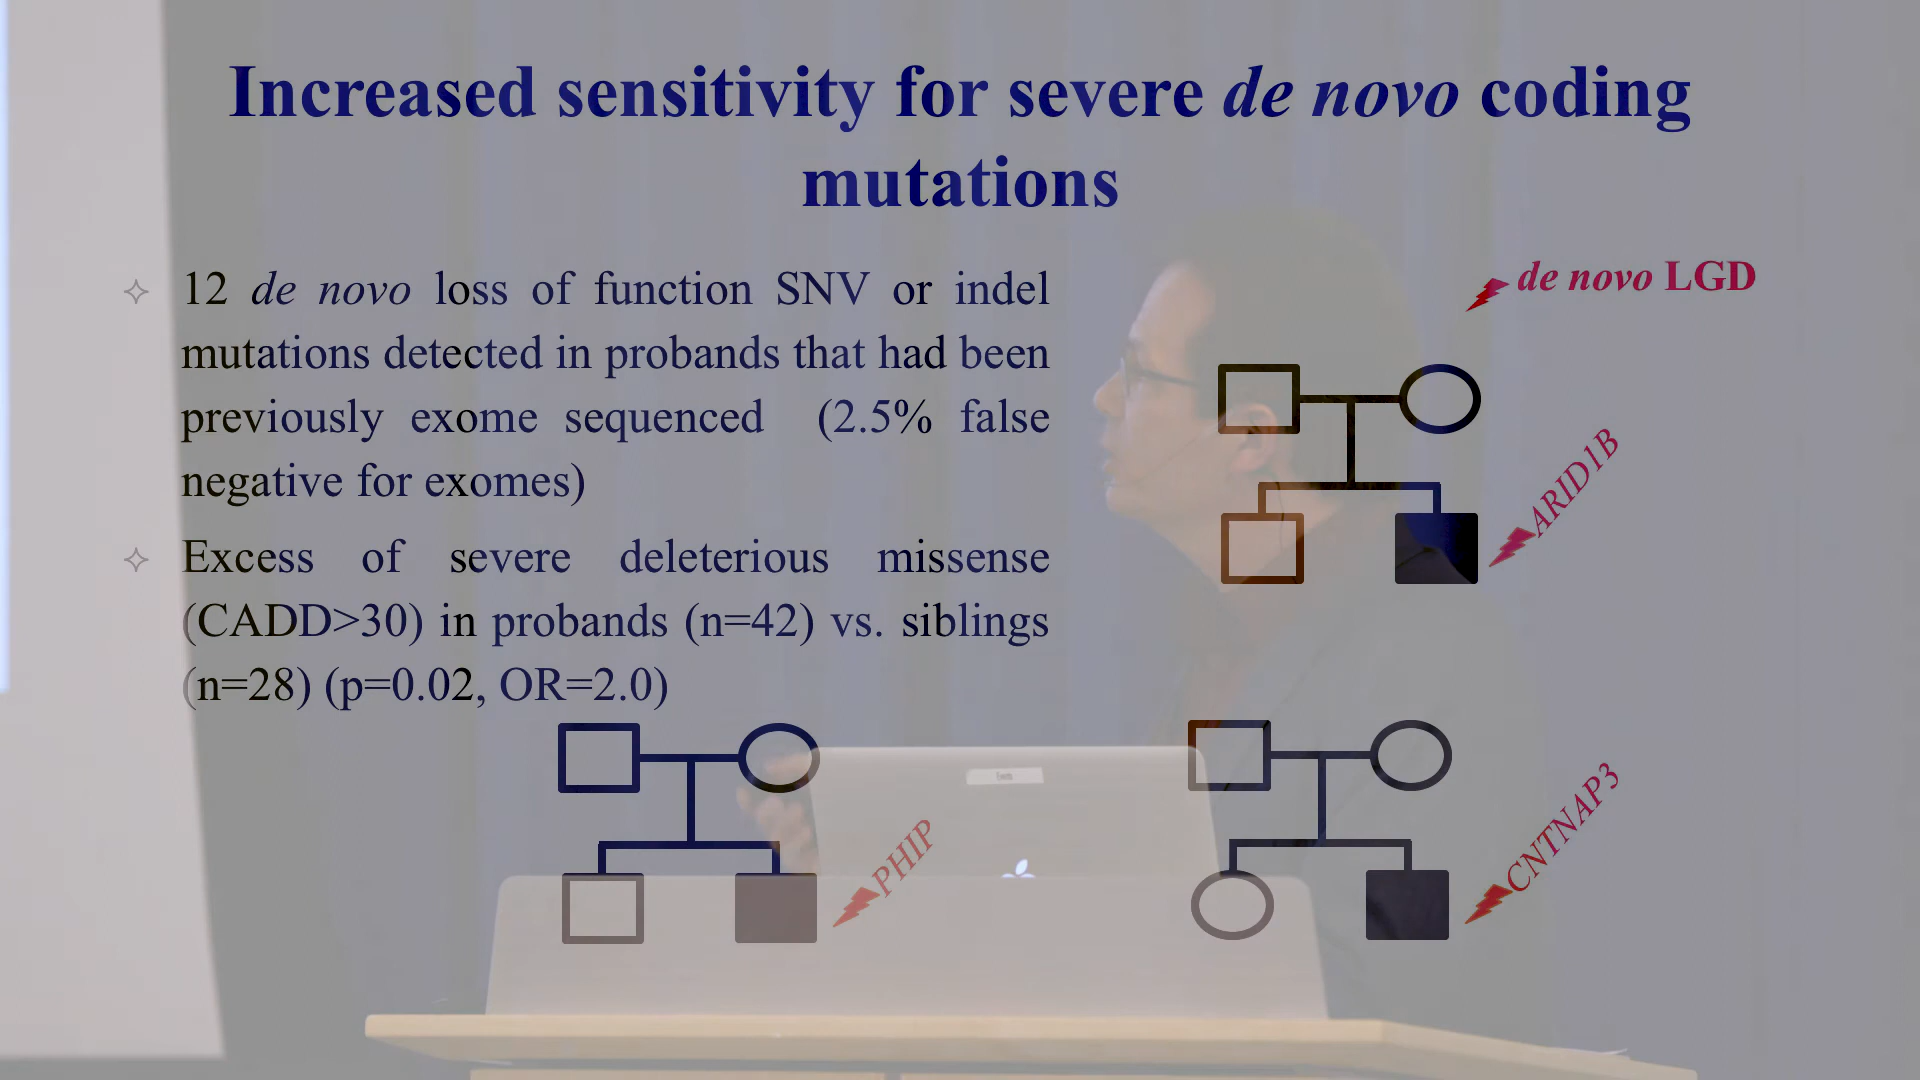 Increased sensitivity for severe de novo coding
mutations
12 de novo loss of function SNV or indel
mutations detected in probands that had been
previously exome sequenced (2.5% false
negative for exomes)
Excess of severe deleterious missense
(CADD>30) in probands (n=42) vs. siblings
(n=28) (p=0.02, OR=2.0)
de novo LGD
ARID1B
PHIP
CNTNAP3